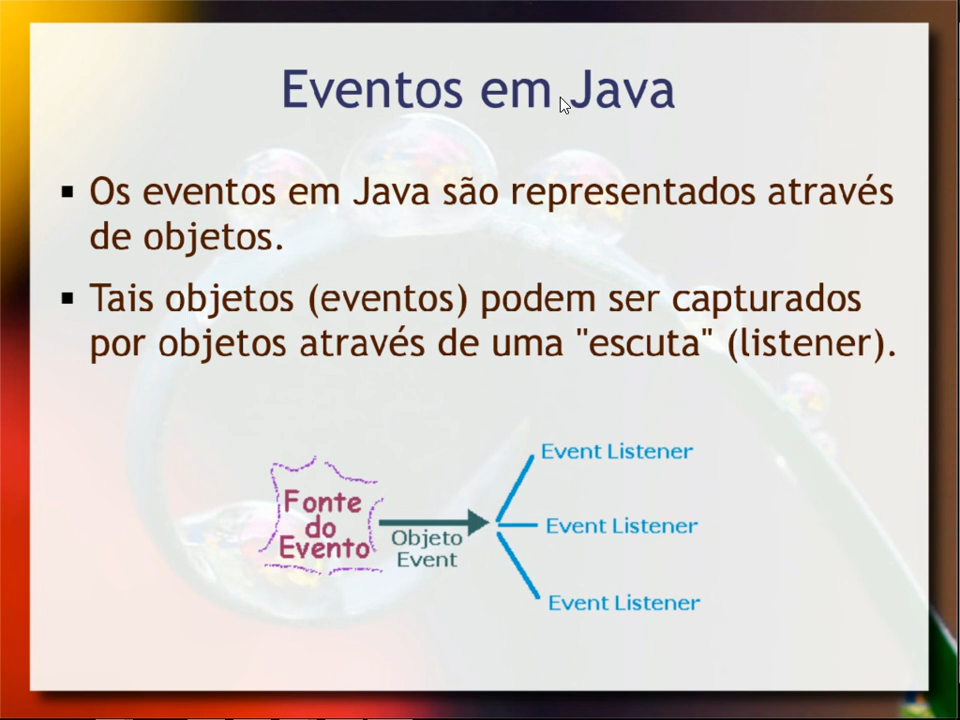 Eventos em Java
▪ Os eventos em Java são representados através
de objetos.
▪ Tais objetos (eventos) podem ser capturados
por objetos através de uma "escuta" (listener).
Fonte
do
Evento
Objeto
Event
Event Listener
Event Listener
Event Listener